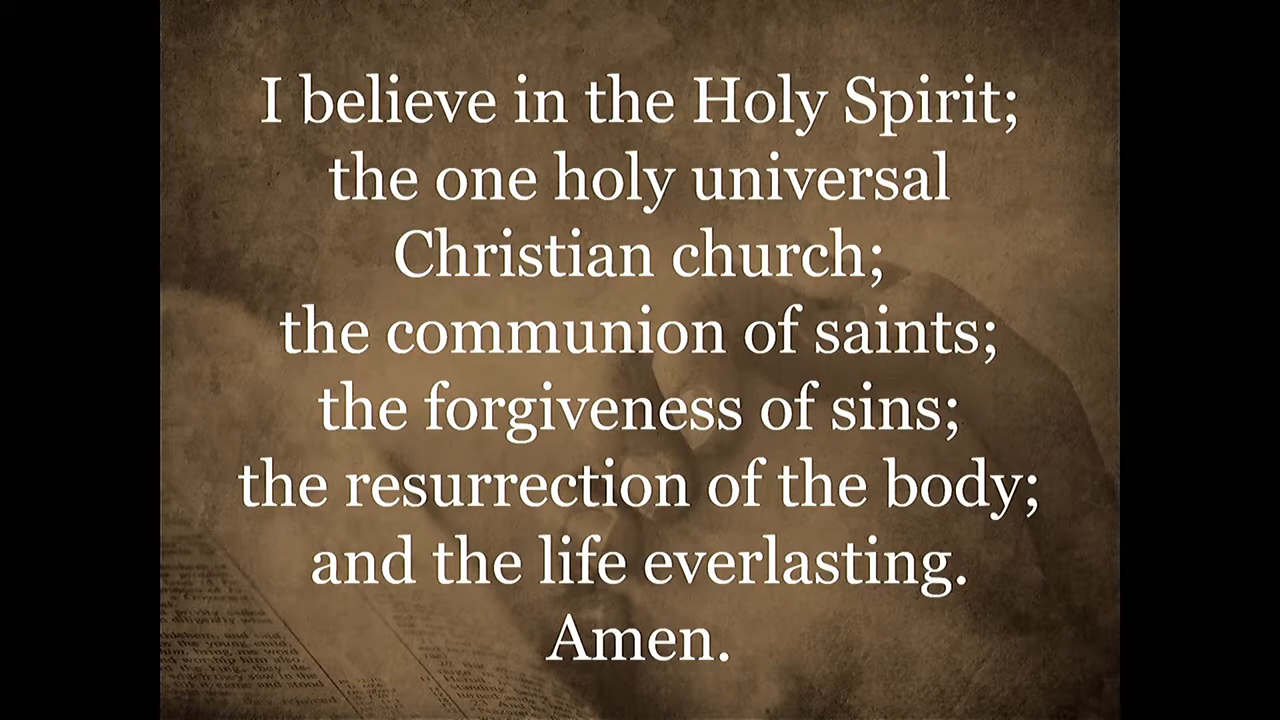 I believe in the Holy Spirit;
the one holy universal
Christian church;
the communion of saints;
the forgiveness of sins;
the resurrection of the body;
and the life everlasting.
Amen.